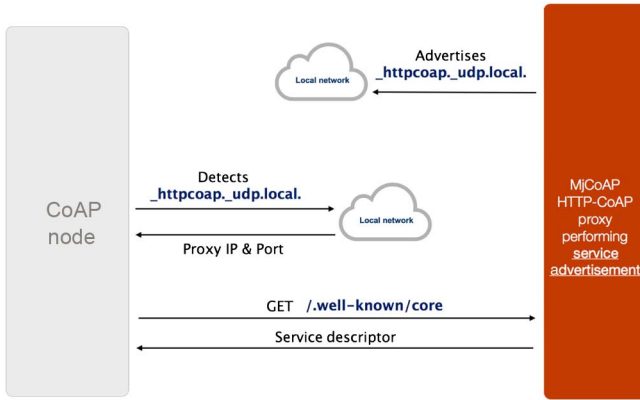 Advertises
_httpcoap._udp.local.
Local network
Detects
_httpcoap._udp.local.
Local network
Proxy IP & Port
CoAP
node
MjCoAP
HTTP-CoAP
proxy
performing
service
advertisement
GET /.well-known/core
Service descriptor